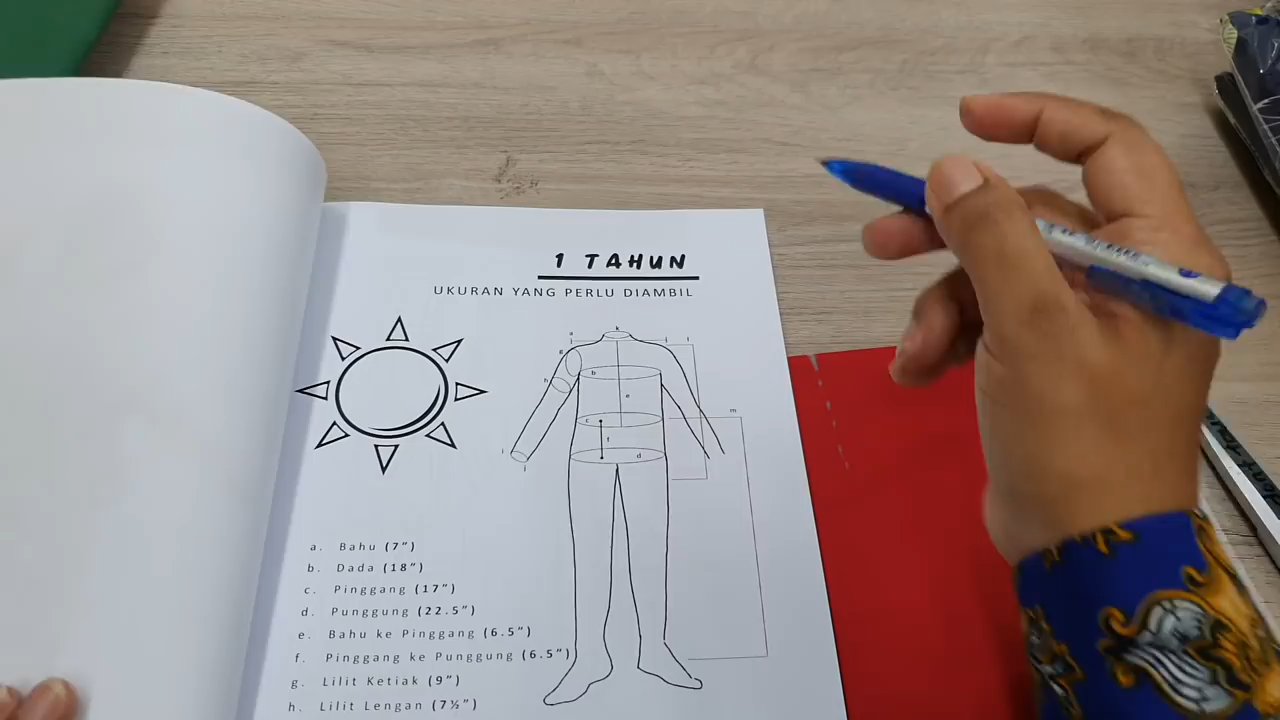 1 TAHUN
UKURAN YANG PERLU DIAMBIL
k
a
l
g
b
h
e
m
c
f
d
i
j
a. Bahu (7")
b. Dada (18")
c. Pinggang (17")
d. Punggung (22.5")
e. Bahu ke Pinggang (6.5")
f. Pinggang ke Punggung (6.5")
g. Lilit Ketiak (9")
h. Lilit Lengan (7½")